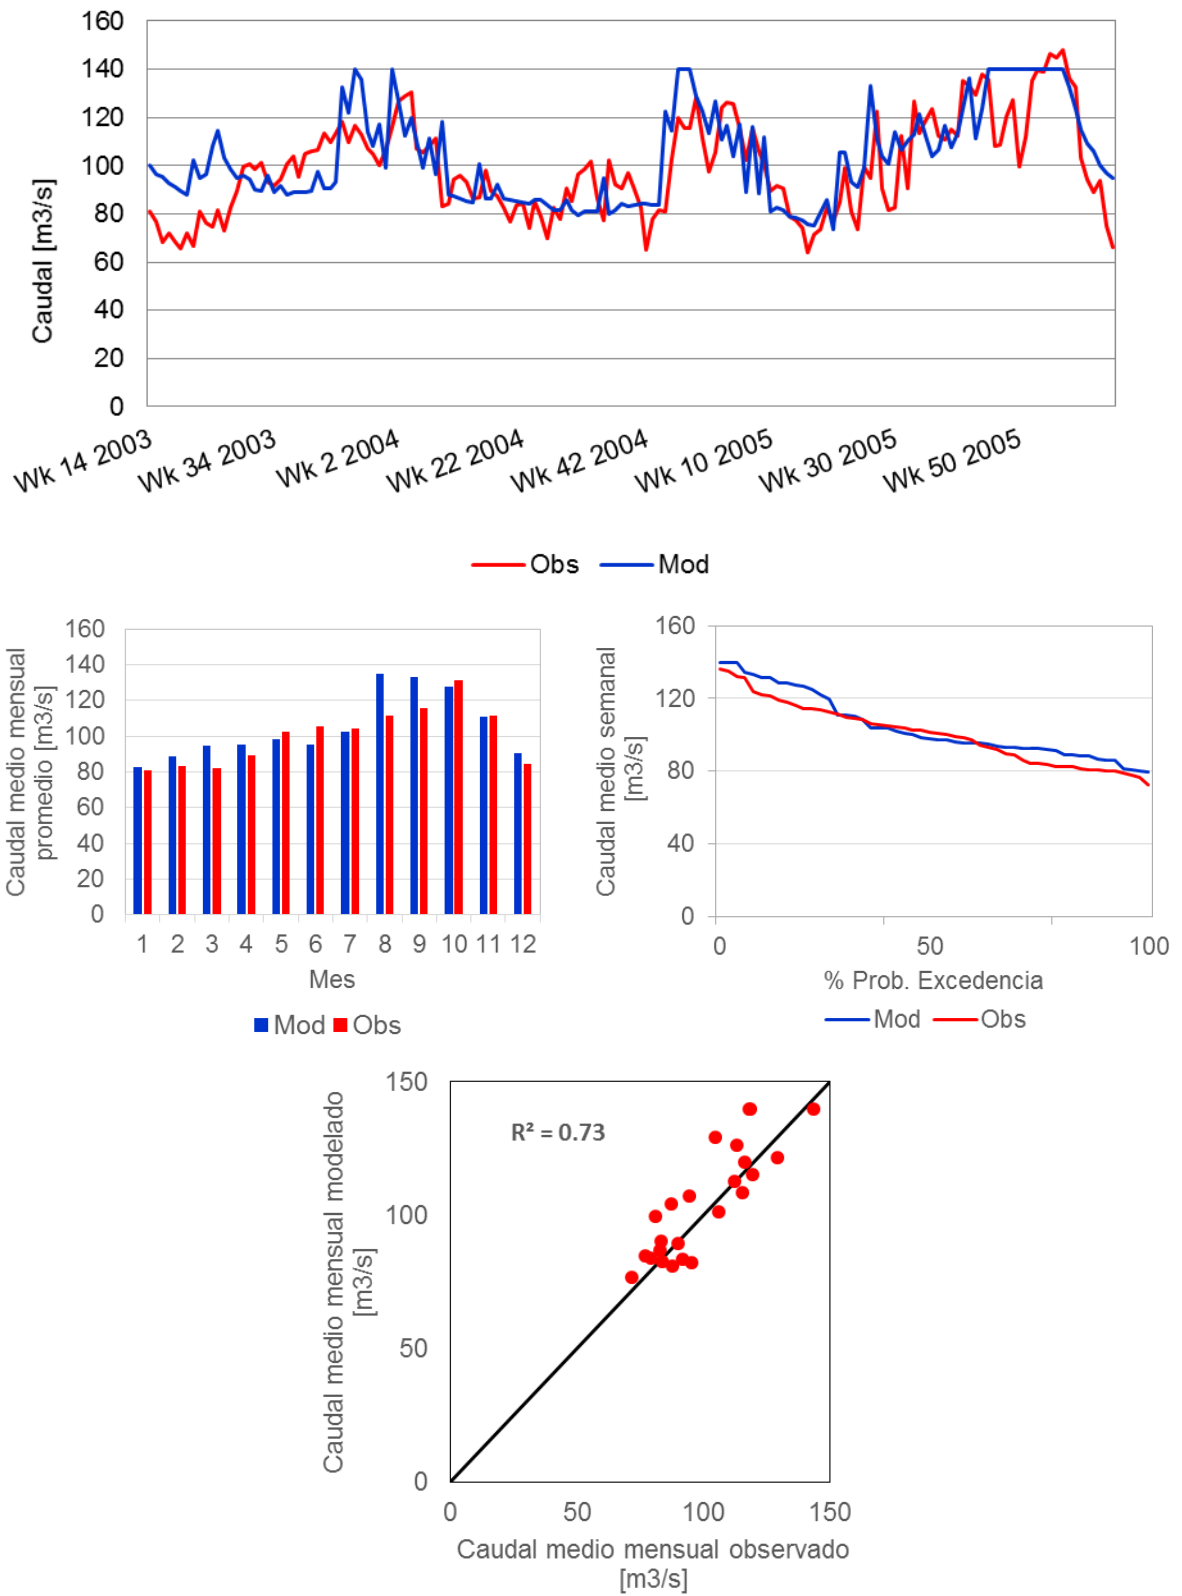 160
140
120
100
80
60
40
20
0
Caudal [m3/s]
Wk 14 2003
Wk 34 2003
Wk 2 2004
Wk 22 2004
Wk 42 2004
Wk 10 2005
Wk 30 2005
Wk 50 2005
Obs Mod
Caudal medio mensual
promedio [m3/s]
160
140
120
100
80
60
40
20
0
1 2 3 4 5 6 7 8 9 10 11 12
Mes
Mod Obs
Caudal medio semanal
[m3/s]
160
120
80
40
0
0 50 100
% Prob. Excedencia
Mod Obs
Caudal medio mensual modelado
[m3/s]
150
100
50
0
R² = 0.73
0 50 100 150
Caudal medio mensual observado
[m3/s]